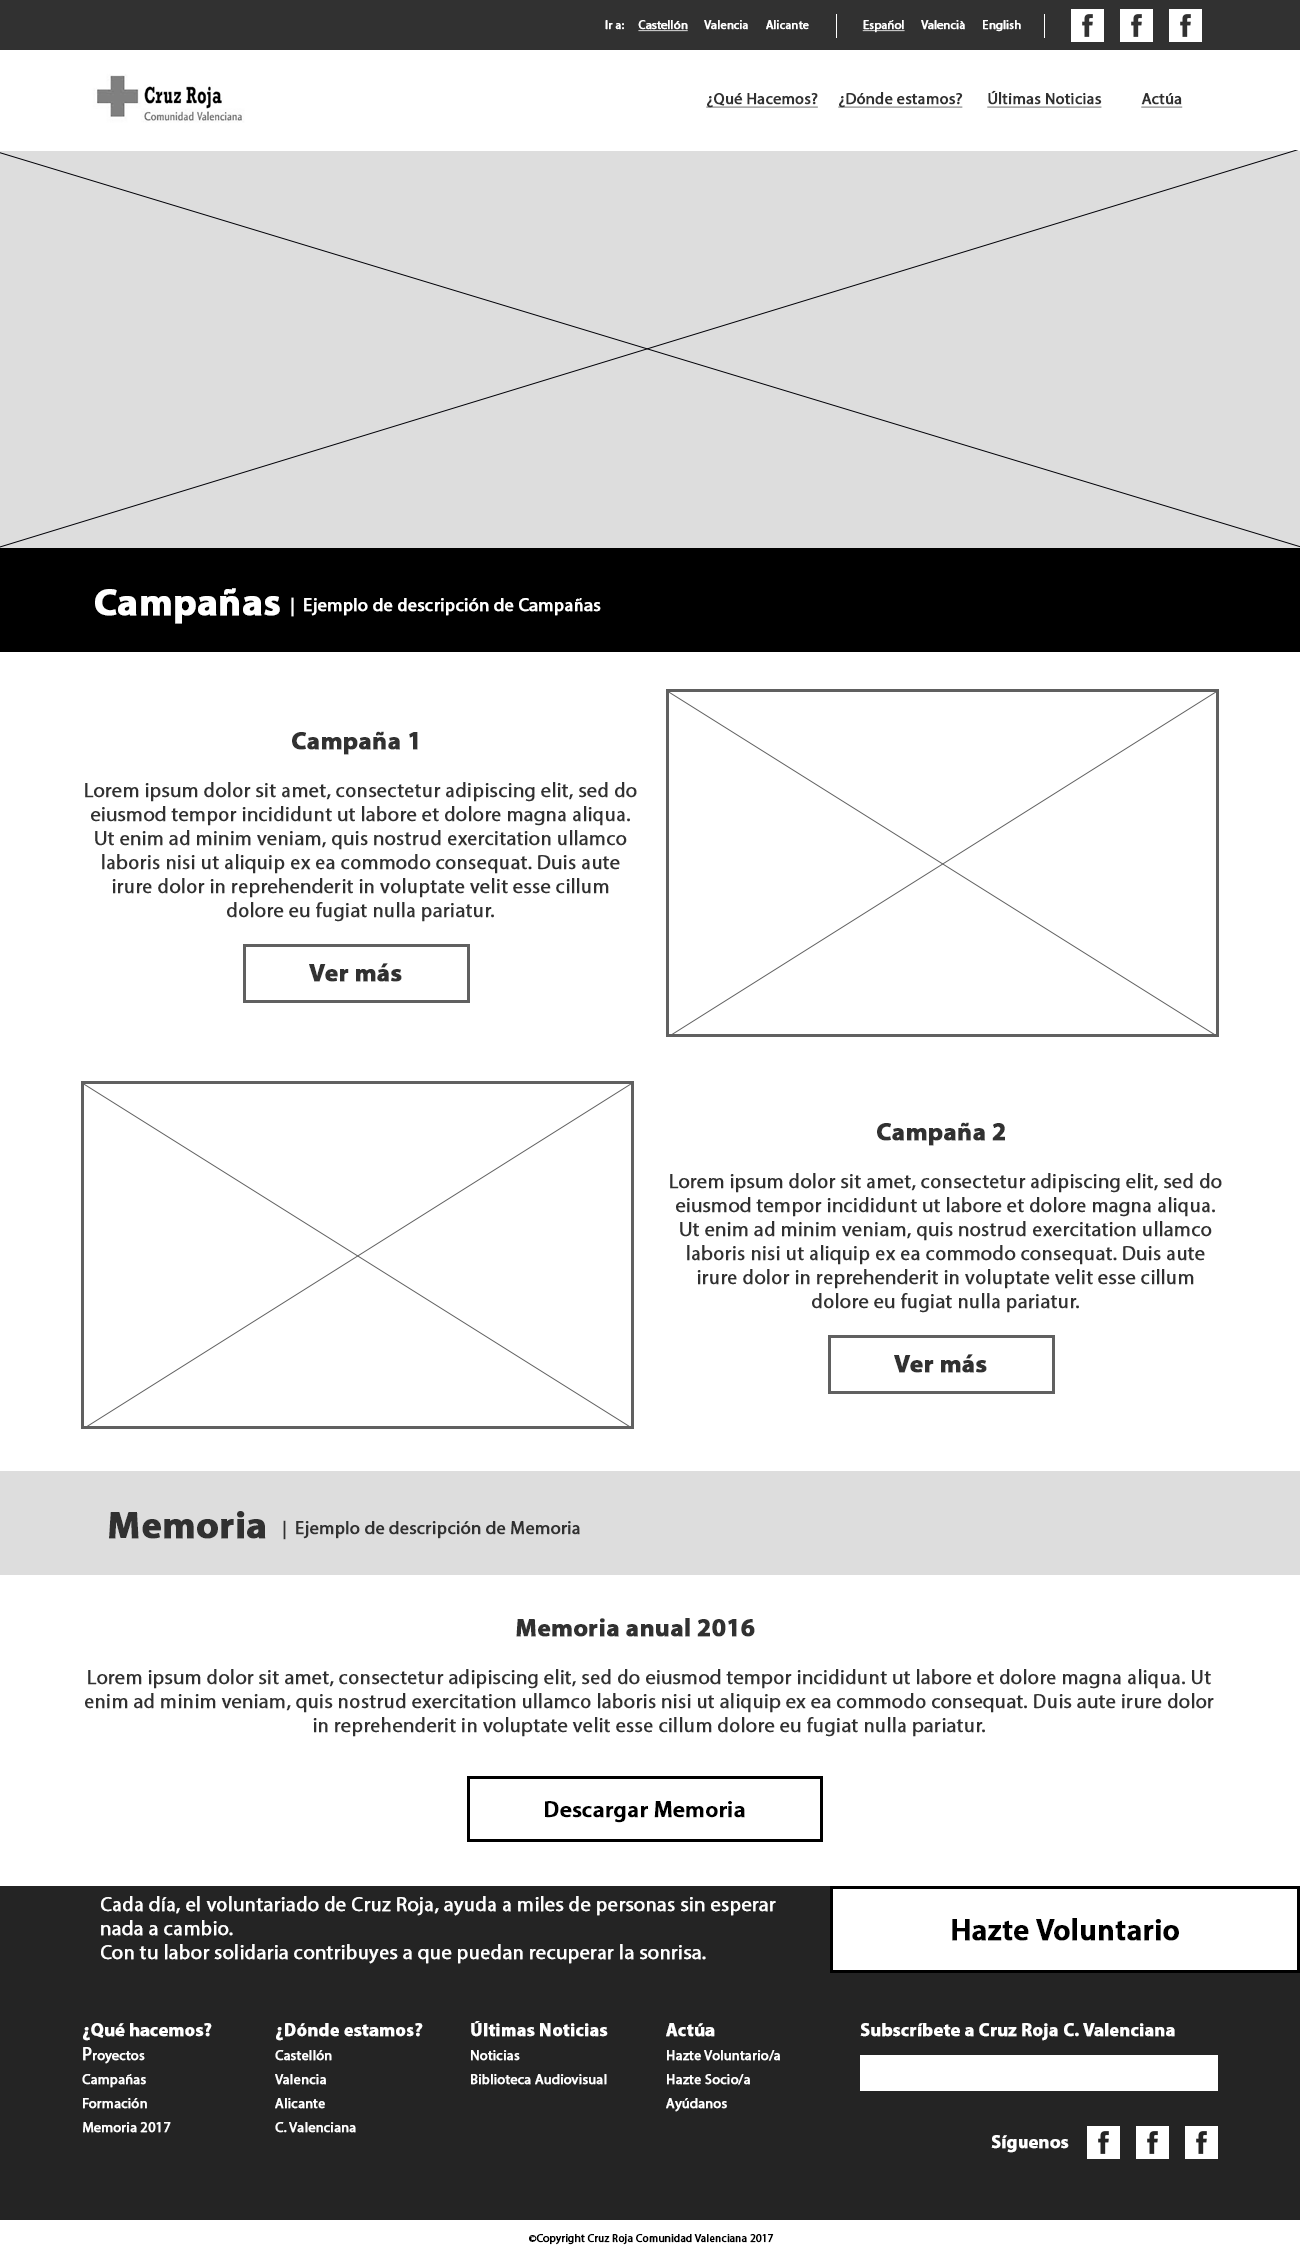 Ir a: Castellón Valencia Alicante Español Valencià English
Cruz Roja
Comunidad Valenciana
¿Qué Hacemos? ¿Dónde estamos? Últimas Noticias Actúa
Campañas | Ejemplo de descripción de Campañas
Campaña 1
Lorem ipsum dolor sit amet, consectetur adipiscing elit, sed do
eiusmod tempor incididunt ut labore et dolore magna aliqua.
Ut enim ad minim veniam, quis nostrud exercitation ullamco
laboris nisi ut aliquip ex ea commodo consequat. Duis aute
irure dolor in reprehenderit in voluptate velit esse cillum
dolore eu fugiat nulla pariatur.
Ver más
Campaña 2
Lorem ipsum dolor sit amet, consectetur adipiscing elit, sed do
eiusmod tempor incididunt ut labore et dolore magna aliqua.
Ut enim ad minim veniam, quis nostrud exercitation ullamco
laboris nisi ut aliquip ex ea commodo consequat. Duis aute
irure dolor in reprehenderit in voluptate velit esse cillum
dolore eu fugiat nulla pariatur.
Ver más
Memoria | Ejemplo de descripción de Memoria
Memoria anual 2016
Lorem ipsum dolor sit amet, consectetur adipiscing elit, sed do eiusmod tempor incididunt ut labore et dolore magna aliqua. Ut
enim ad minim veniam, quis nostrud exercitation ullamco laboris nisi ut aliquip ex ea commodo consequat. Duis aute irure dolor
in reprehenderit in voluptate velit esse cillum dolore eu fugiat nulla pariatur.
Descargar Memoria
Cada día, el voluntariado de Cruz Roja, ayuda a miles de personas sin esperar
nada a cambio.
Con tu labor solidaria contribuyes a que puedan recuperar la sonrisa.
Hazte Voluntario
¿Qué hacemos?
Proyectos
Campañas
Formación
Memoria 2017
¿Dónde estamos?
Castellón
Valencia
Alicante
C. Valenciana
Últimas Noticias
Noticias
Biblioteca Audiovisual
Actúa
Hazte Voluntario/a
Hazte Socio/a
Ayúdanos
Subscríbete a Cruz Roja C. Valenciana
Síguenos
©Copyright Cruz Roja Comunidad Valenciana 2017